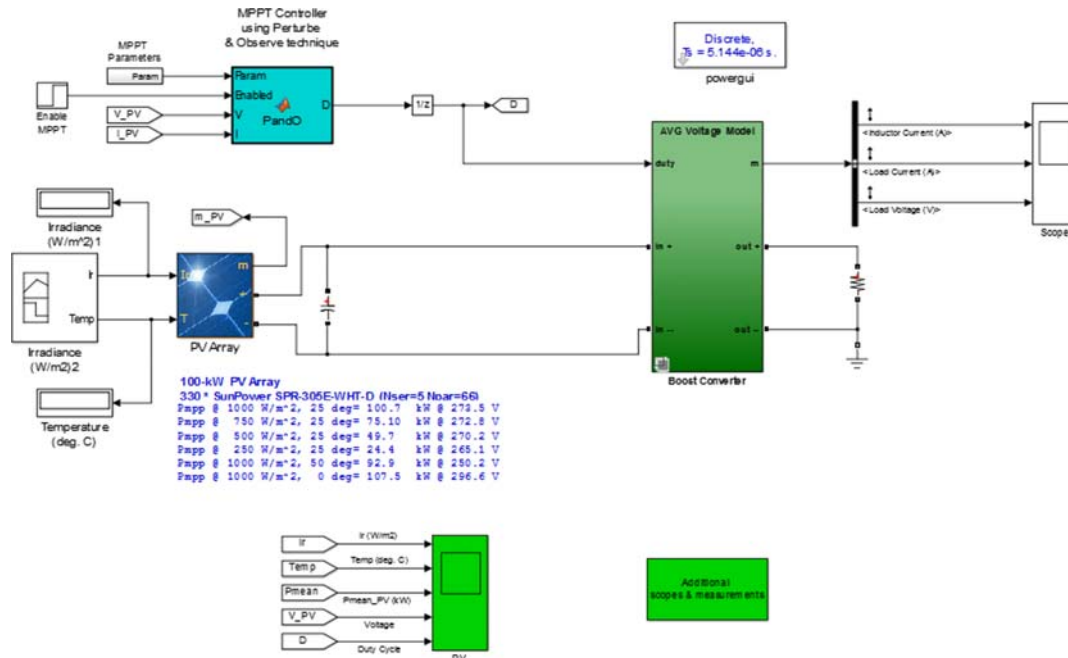 MPPT Controller
using Perturbe
& Observe technique
MPPT
Parameters
Param
Param
Enabled
V
I
D
PandO
Enable
MPPT
V_PV
I_PV
1/z
D
Discrete,
Ts = 5.144e-06 s.
powergui
AVG Voltage Model
duty
m
in +
out +
in --
out --
Boost Converter
<Inductor Current (A)>
<Load Current (A)>
<Load Voltage (V)>
Scope
Irradiance
(W/m^2)1
m_PV
Ir
Temp
Irradiance
(W/m2)2
m
+
-
T
PV Array
Temperature
(deg. C)
100-kW PV Array
330 * SunPower SPR-305E-WHT-D (Nser=5 Npar=66)
Pmpp @ 1000 W/m^2, 25 deg= 100.7 kW @ 273.5 V
Pmpp @ 750 W/m^2, 25 deg= 75.10 kW @ 272.8 V
Pmpp @ 500 W/m^2, 25 deg= 49.7 kW @ 270.2 V
Pmpp @ 250 W/m^2, 25 deg= 24.4 kW @ 265.1 V
Pmpp @ 1000 W/m^2, 50 deg= 92.9 kW @ 250.2 V
Pmpp @ 1000 W/m^2, 0 deg= 107.5 kW @ 296.6 V
Ir
Ir (W/m2)
Temp
Temp (deg. C)
Pmean
Pmean_PV (kW)
V_PV
Voltage
D
Duty Cycle
Additional
scopes & measurements